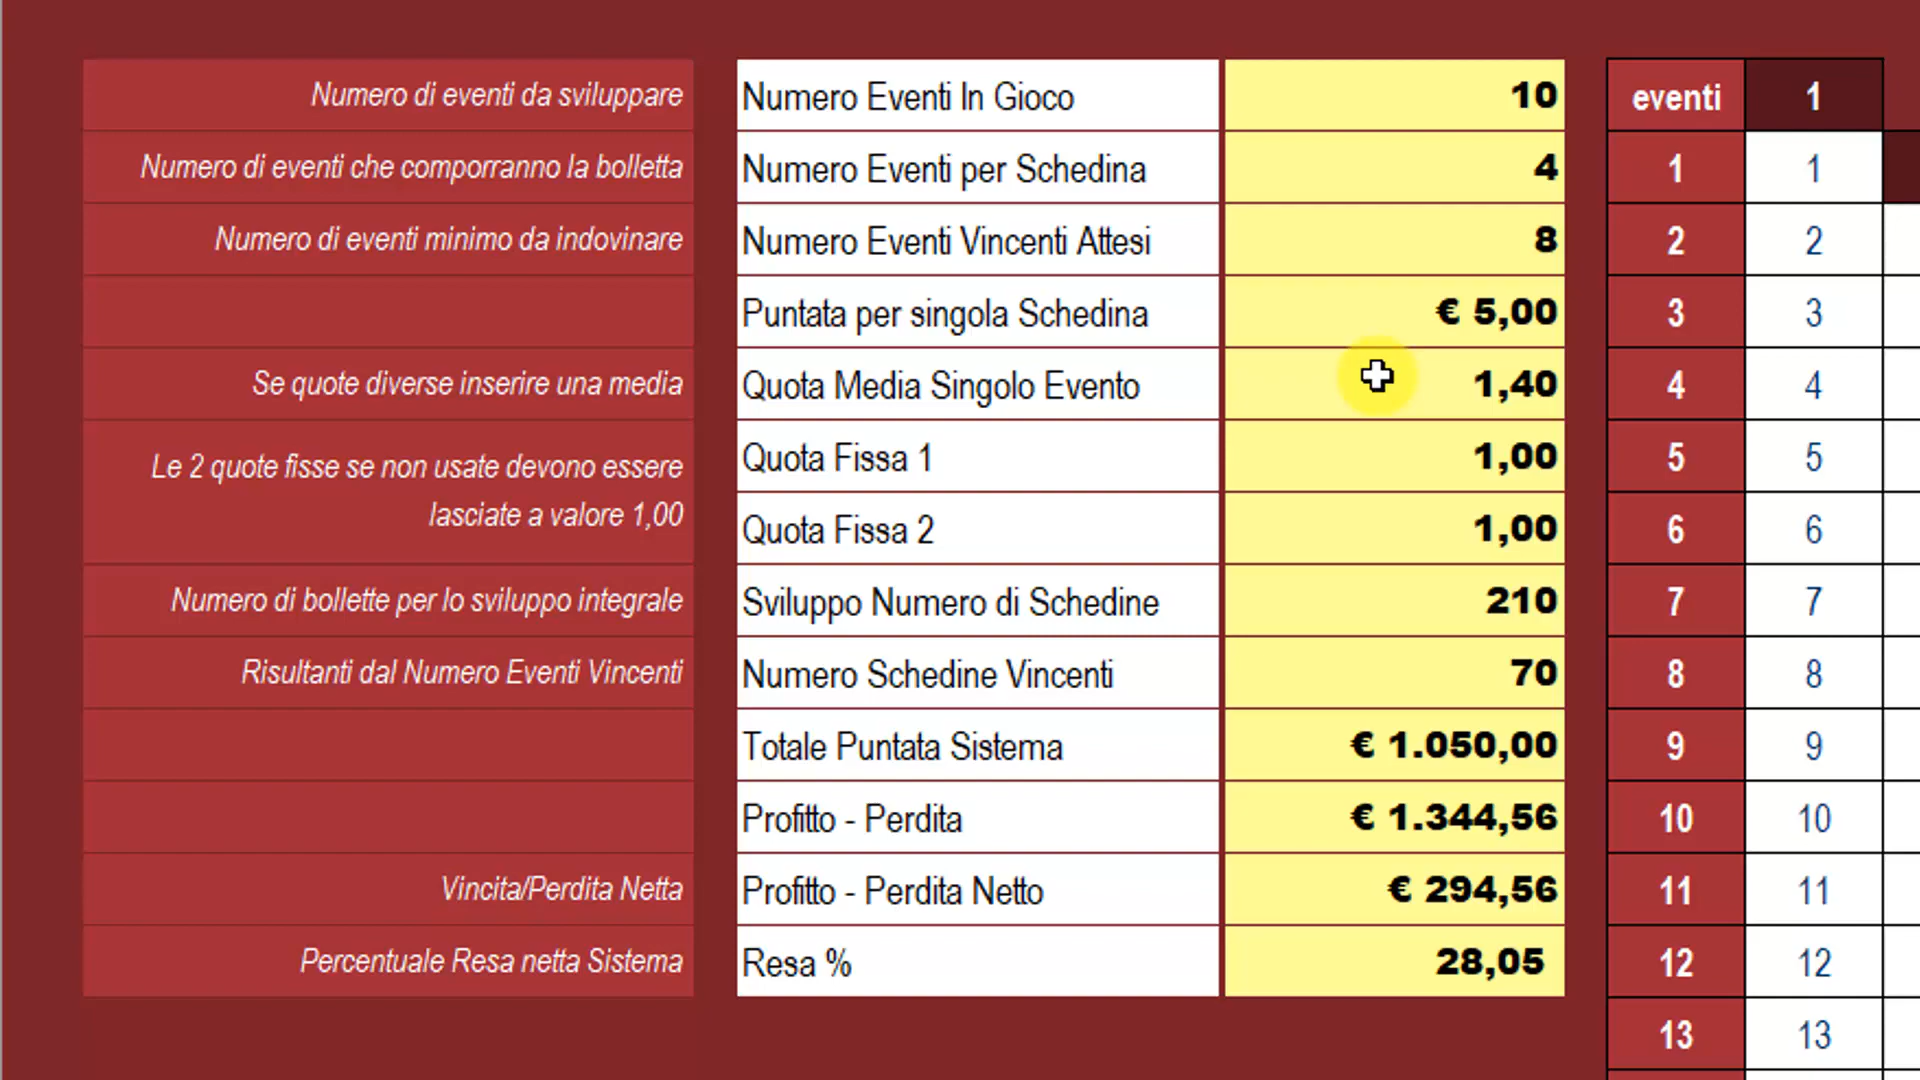 Numero di eventi da sviluppare
Numero Eventi In Gioco
10
Numero di eventi che comporranno la bolletta
Numero Eventi per Schedina
4
Numero di eventi minimo da indovinare
Numero Eventi Vincenti Attesi
8
Puntata per singola Schedina
€ 5,00
Se quote diverse inserire una media
Quota Media Singolo Evento
1,40
Le 2 quote fisse se non usate devono essere
lasciate a valore 1,00
Quota Fissa 1
1,00
Quota Fissa 2
1,00
Numero di bollette per lo sviluppo integrale
Sviluppo Numero di Schedine
210
Risultanti dal Numero Eventi Vincenti
Numero Schedine Vincenti
70
Totale Puntata Sistema
€ 1.050,00
Profitto - Perdita
€ 1.344,56
Vincita/Perdita Netta
Profitto - Perdita Netto
€ 294,56
Percentuale Resa netta Sistema
Resa %
28,05
eventi 1
1 1
2 2
3 3
4 4
5 5
6 6
7 7
8 8
9 9
10 10
11 11
12 12
13 13